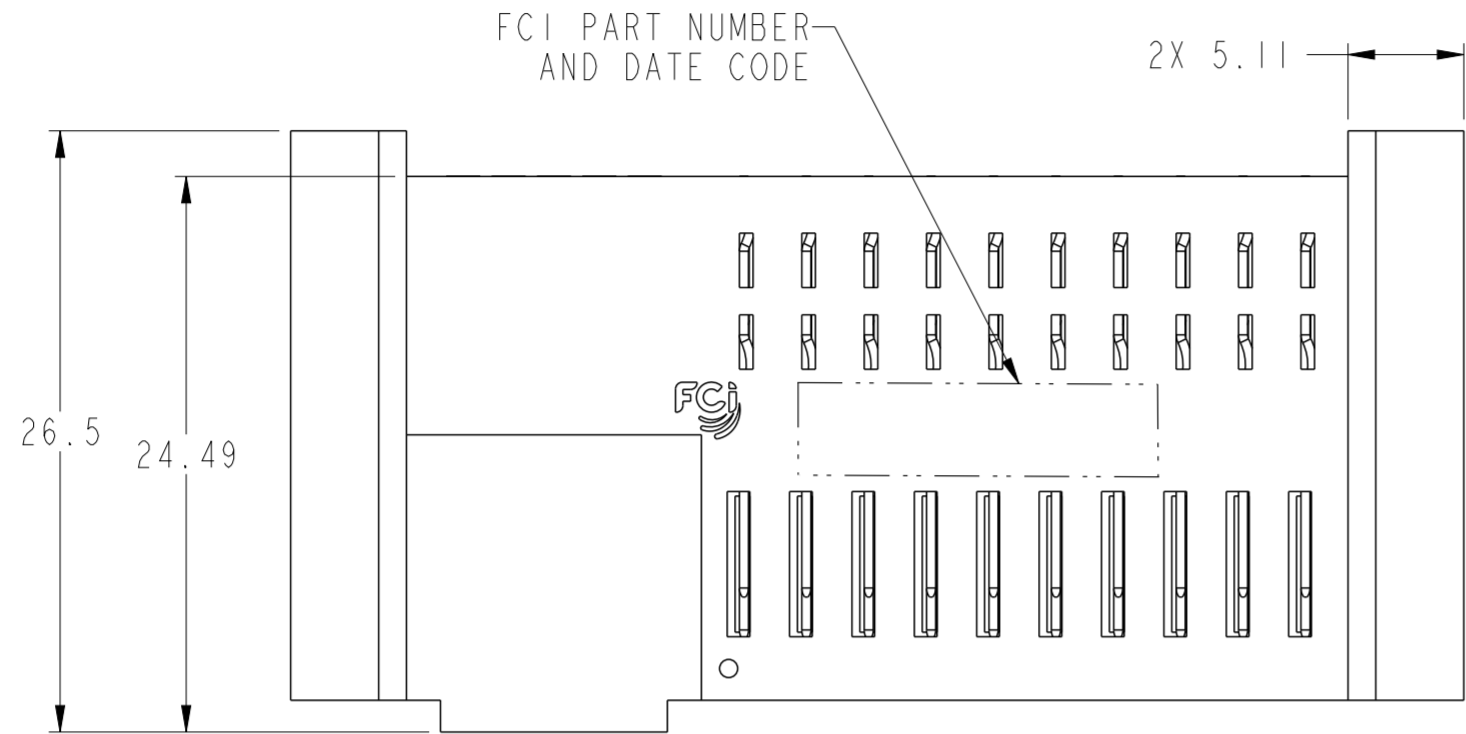 FCI PART NUMBER
AND DATE CODE
2X 5.11
26.5
24.49
FCi